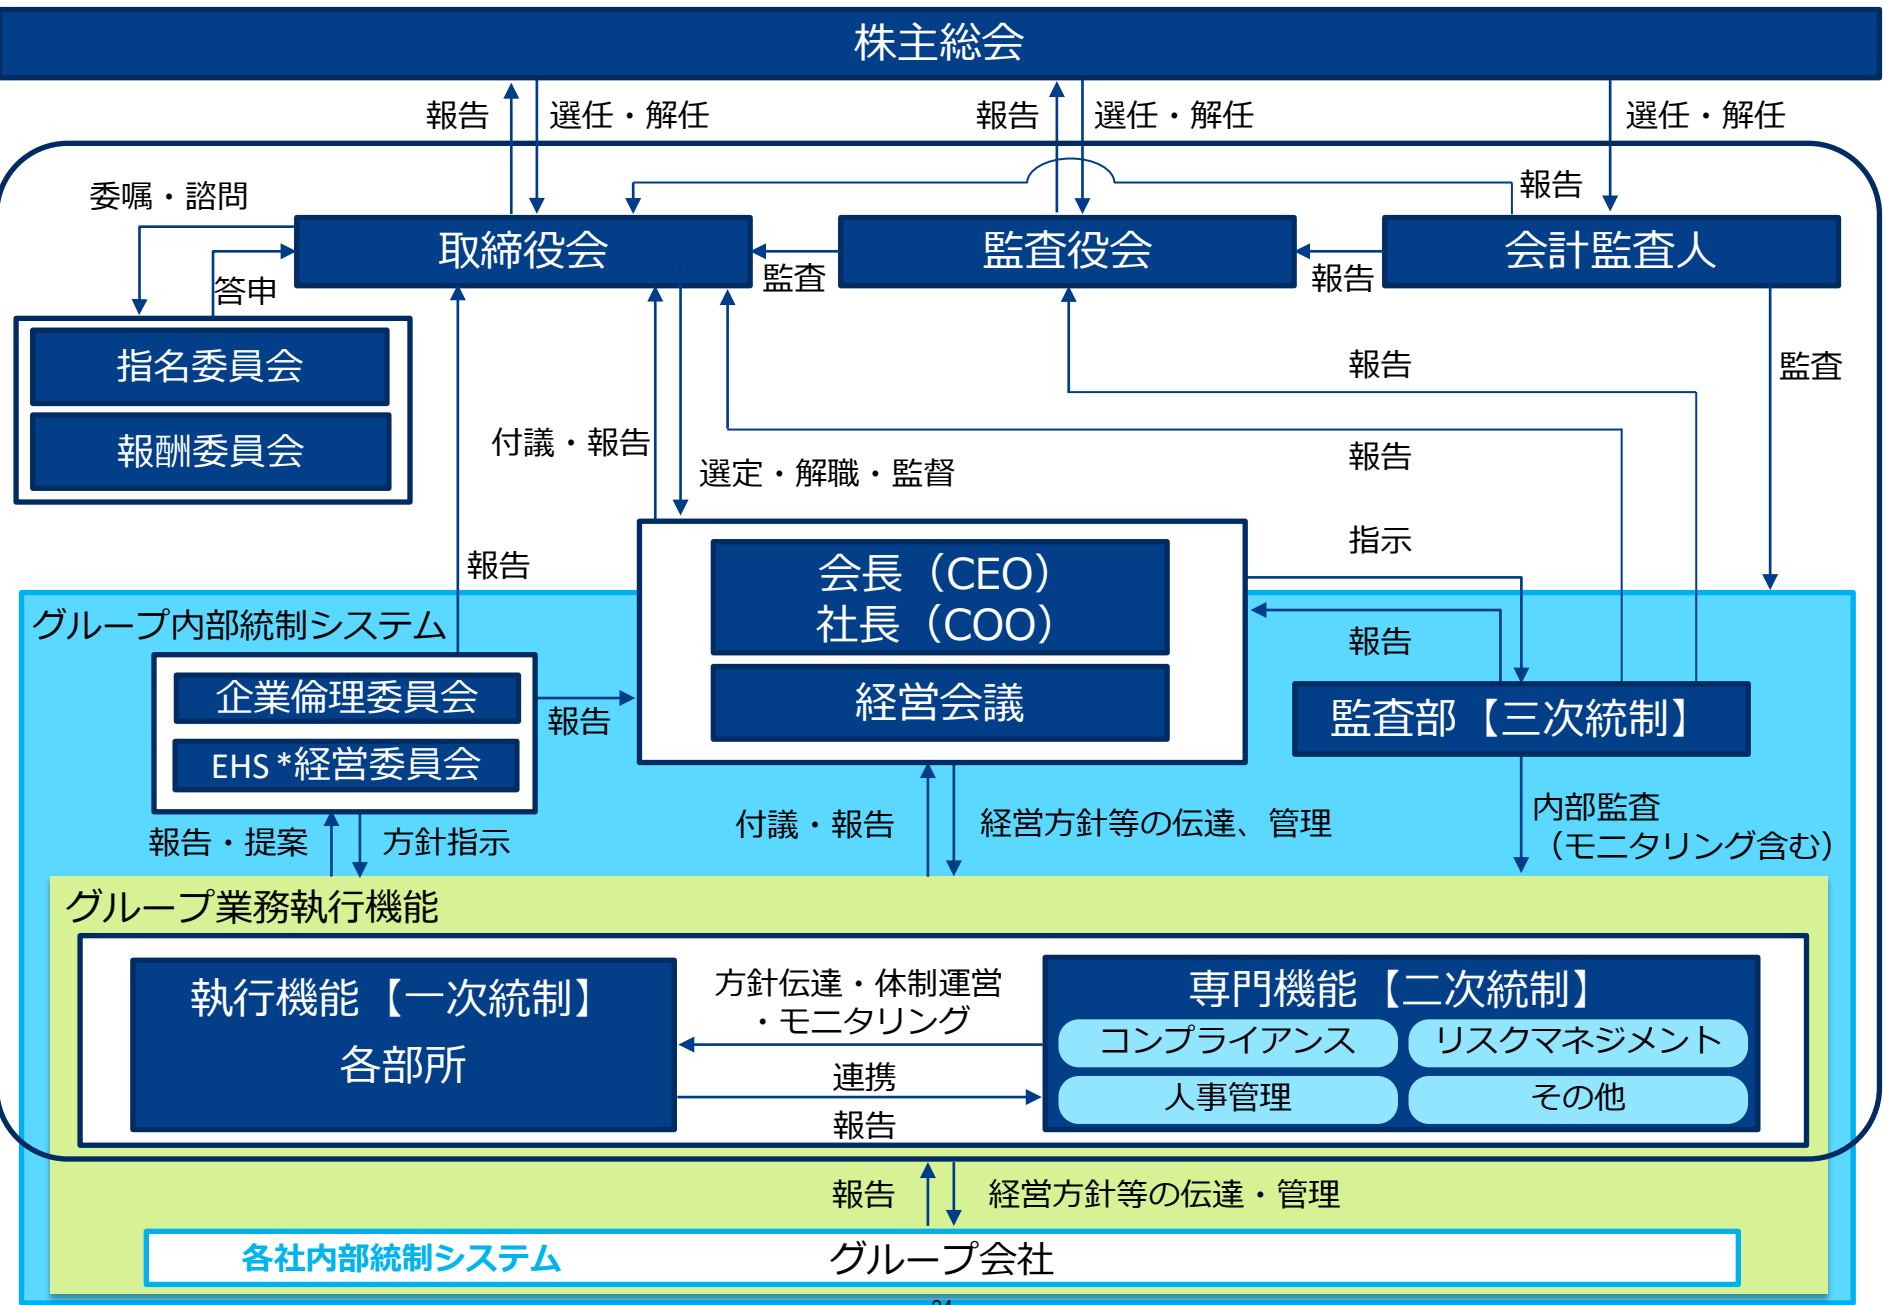 株主総会
報告
選任・解任
報告
選任・解任
選任・解任
委嘱・諮問
報告
取締役会
監査役会
会計監査人
答申
監査
報告
指名委員会
報酬委員会
報告
監査
付議・報告
報告
選定・解職・監督
報告
指示
会長（CEO）
社長（COO）
経営会議
グループ内部統制システム
報告
企業倫理委員会
EHS*経営委員会
報告
監査部【三次統制】
報告・提案
方針指示
付議・報告
経営方針等の伝達、管理
内部監査
（モニタリング含む）
グループ業務執行機能
執行機能【一次統制】
各部所
方針伝達・体制運営
・モニタリング
連携
報告
専門機能【二次統制】
コンプライアンス
リスクマネジメント
人事管理
その他
報告
経営方針等の伝達・管理
各社内部統制システム
グループ会社